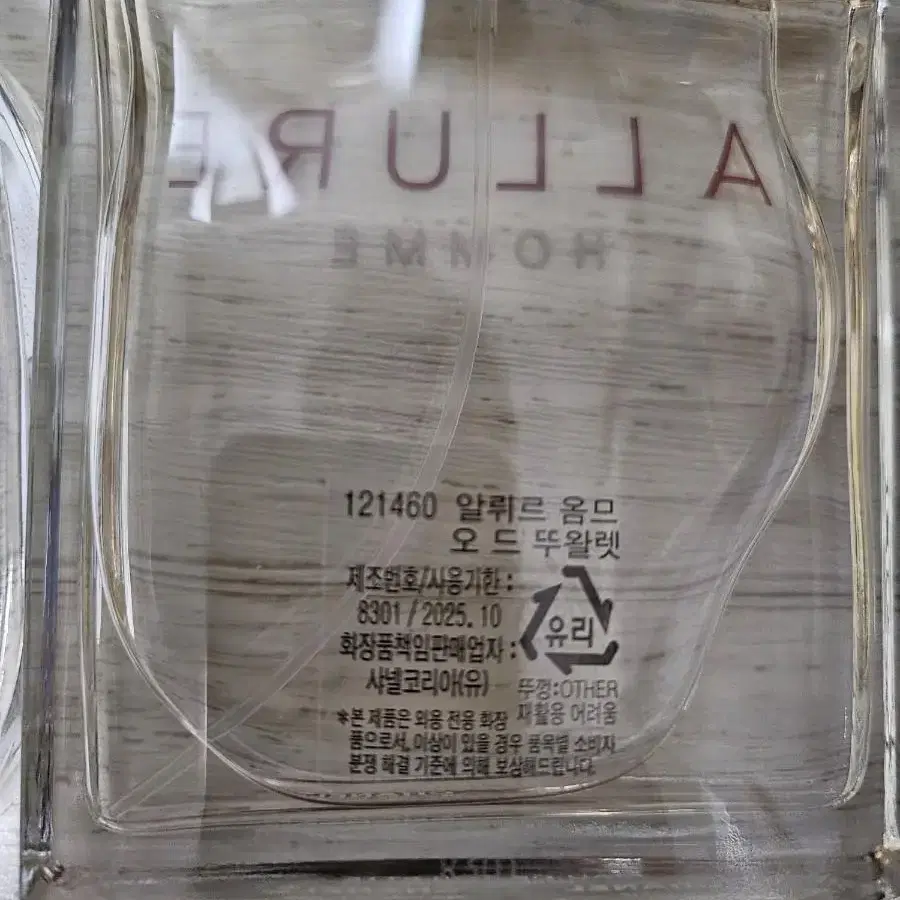 ALLURE
HOMME
121460 알뤼르 옴므
오 드 뚜왈렛
제조번호/사용기한 :
8301 / 2025. 10
화장품책임판매업자 :
샤넬코리아(유)
유리
뚜껑:OTHER
재활용 어려움
*본 제품은 외용 전용 화장
품으로서, 이상이 있을 경우 품목별 소비자
분쟁 해결 기준에 의해 보상해드립니다.